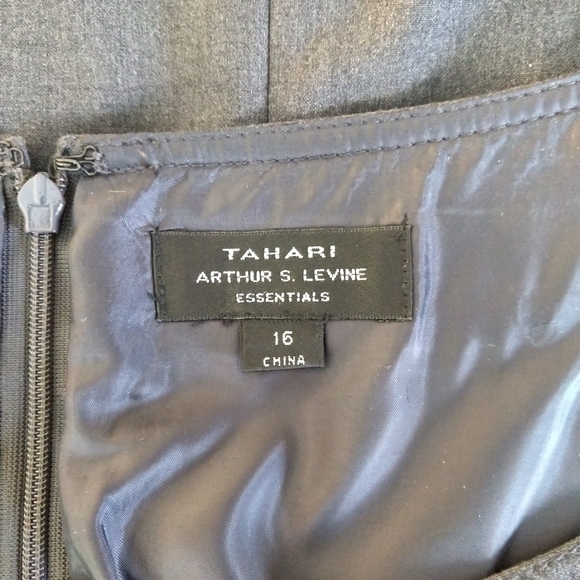 TAHARI
ARTHUR S. LEVINE
ESSENTIALS
16
CHINA